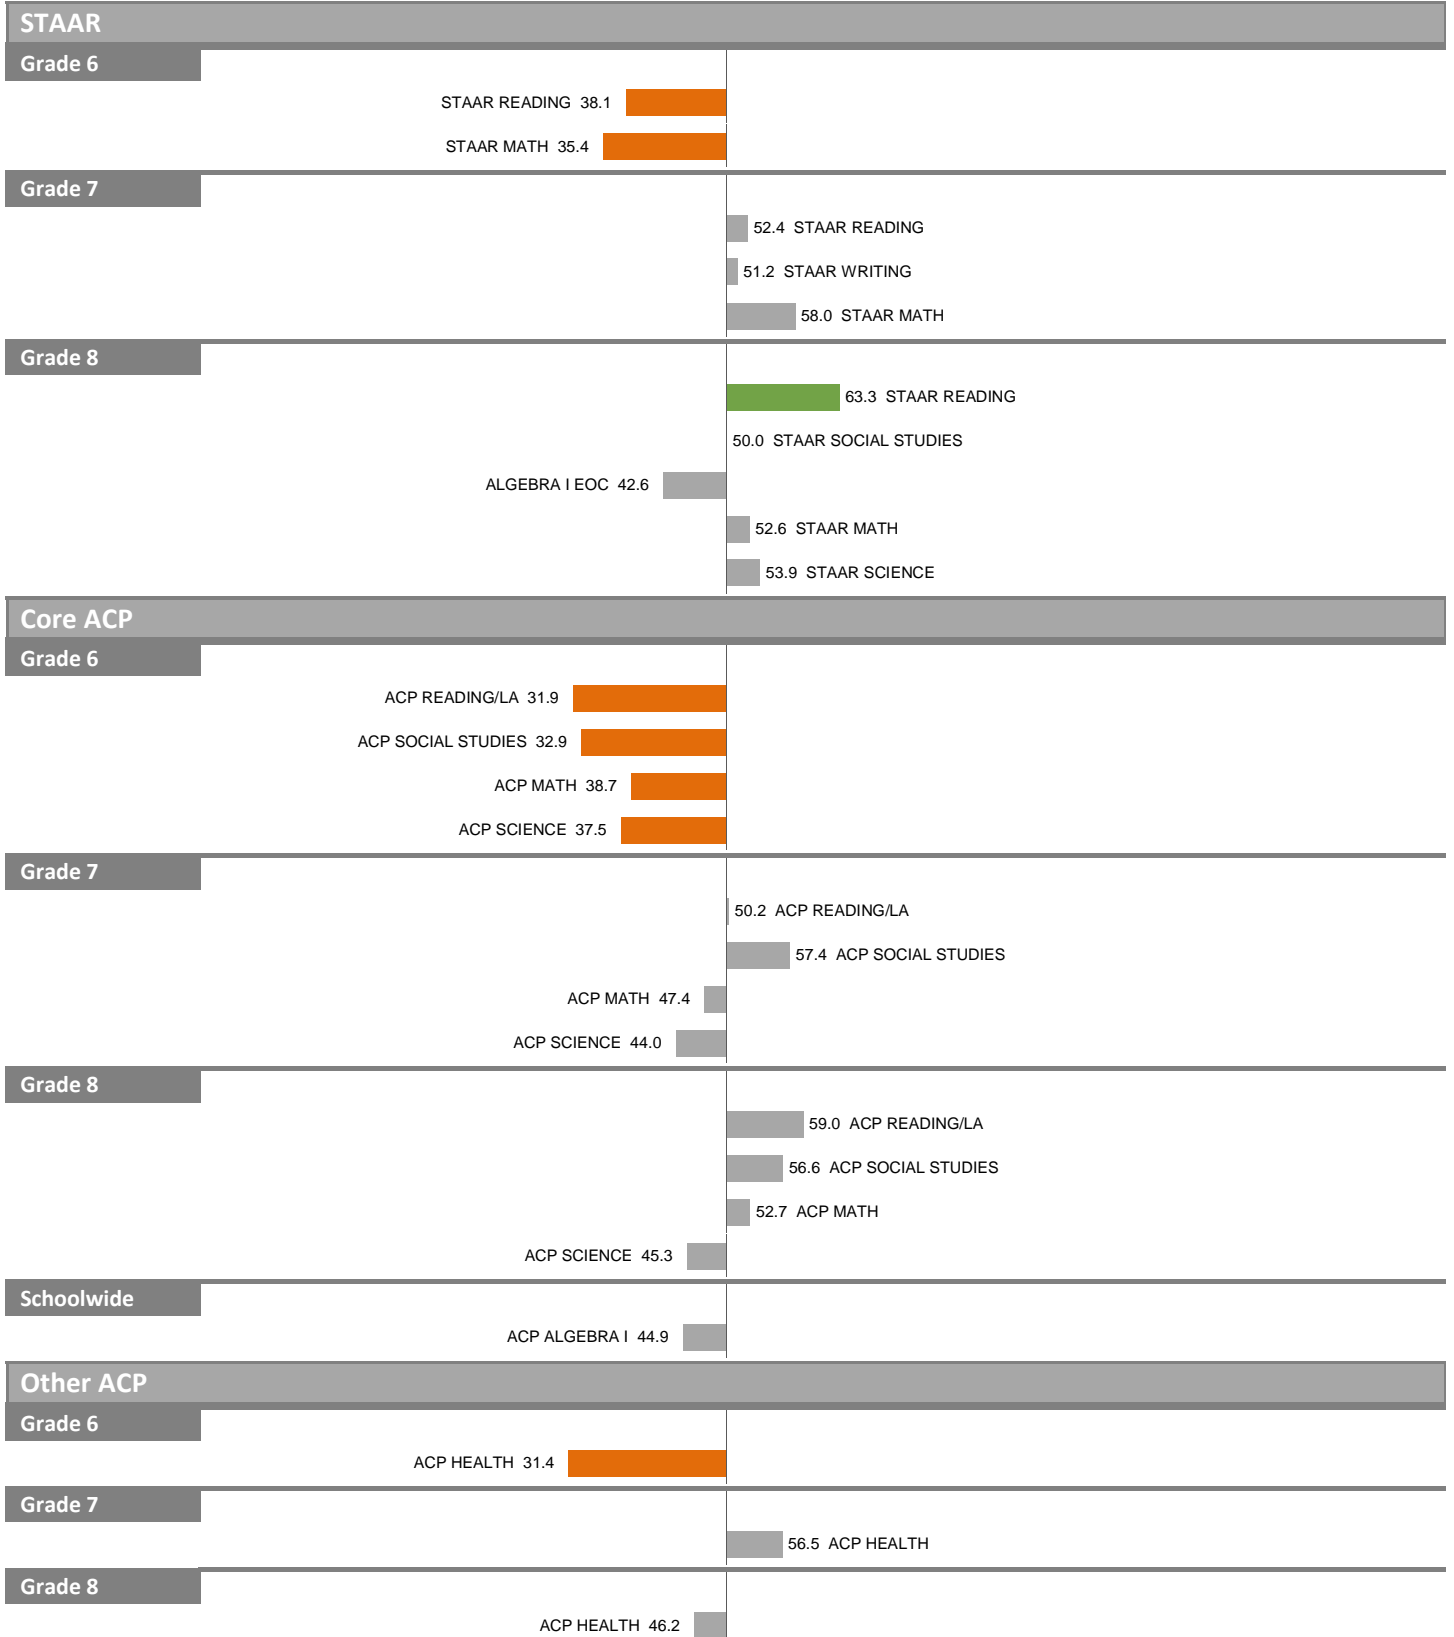 STAAR
Grade 6
STAAR READING 38.1
STAAR MATH 35.4
Grade 7
52.4 STAAR READING
51.2 STAAR WRITING
58.0 STAAR MATH
Grade 8
63.3 STAAR READING
50.0 STAAR SOCIAL STUDIES
ALGEBRA I EOC 42.6
52.6 STAAR MATH
53.9 STAAR SCIENCE
Core ACP
Grade 6
ACP READING/LA 31.9
ACP SOCIAL STUDIES 32.9
ACP MATH 38.7
ACP SCIENCE 37.5
Grade 7
50.2 ACP READING/LA
57.4 ACP SOCIAL STUDIES
ACP MATH 47.4
ACP SCIENCE 44.0
Grade 8
59.0 ACP READING/LA
56.6 ACP SOCIAL STUDIES
52.7 ACP MATH
ACP SCIENCE 45.3
Schoolwide
ACP ALGEBRA I 44.9
Other ACP
Grade 6
ACP HEALTH 31.4
Grade 7
56.5 ACP HEALTH
Grade 8
ACP HEALTH 46.2